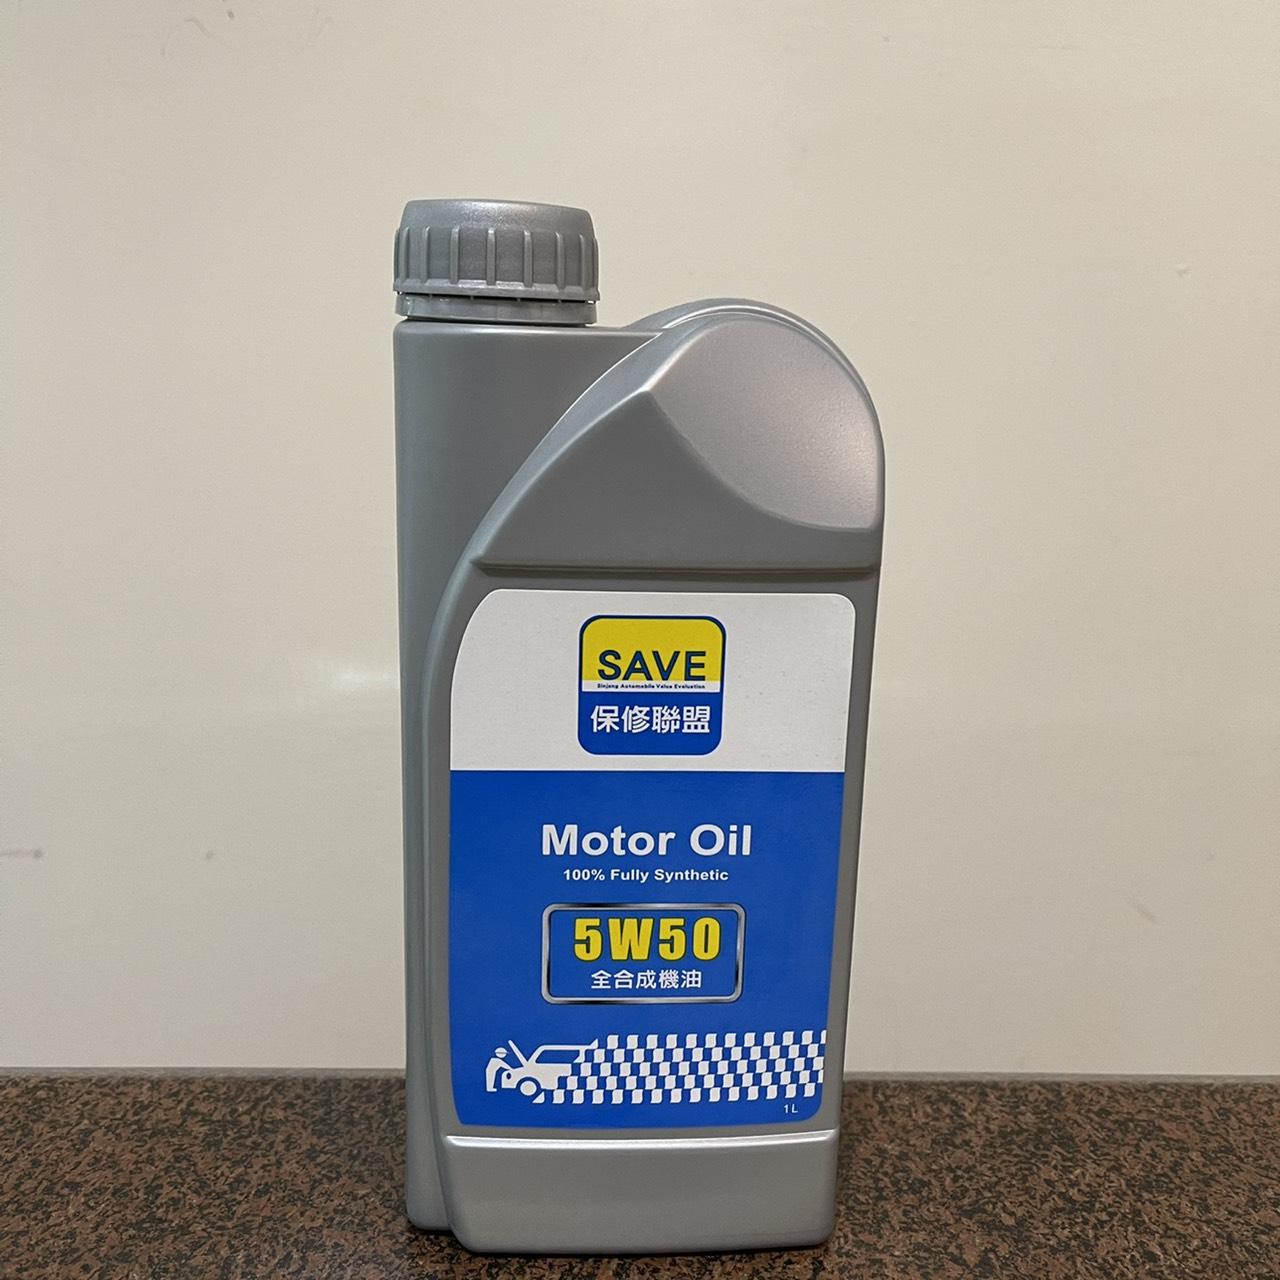 SAVE
Sinjang Automobile Value Evaluation
保修聯盟
Motor Oil
100% Fully Synthetic
5W50
全合成機油
1L